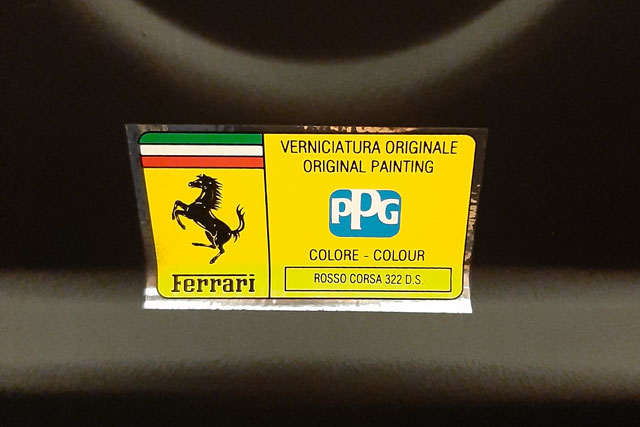 Ferrari
VERNICIATURA ORIGINALE
ORIGINAL PAINTING
PPG
COLORE - COLOUR
ROSSO CORSA 322 D.S.